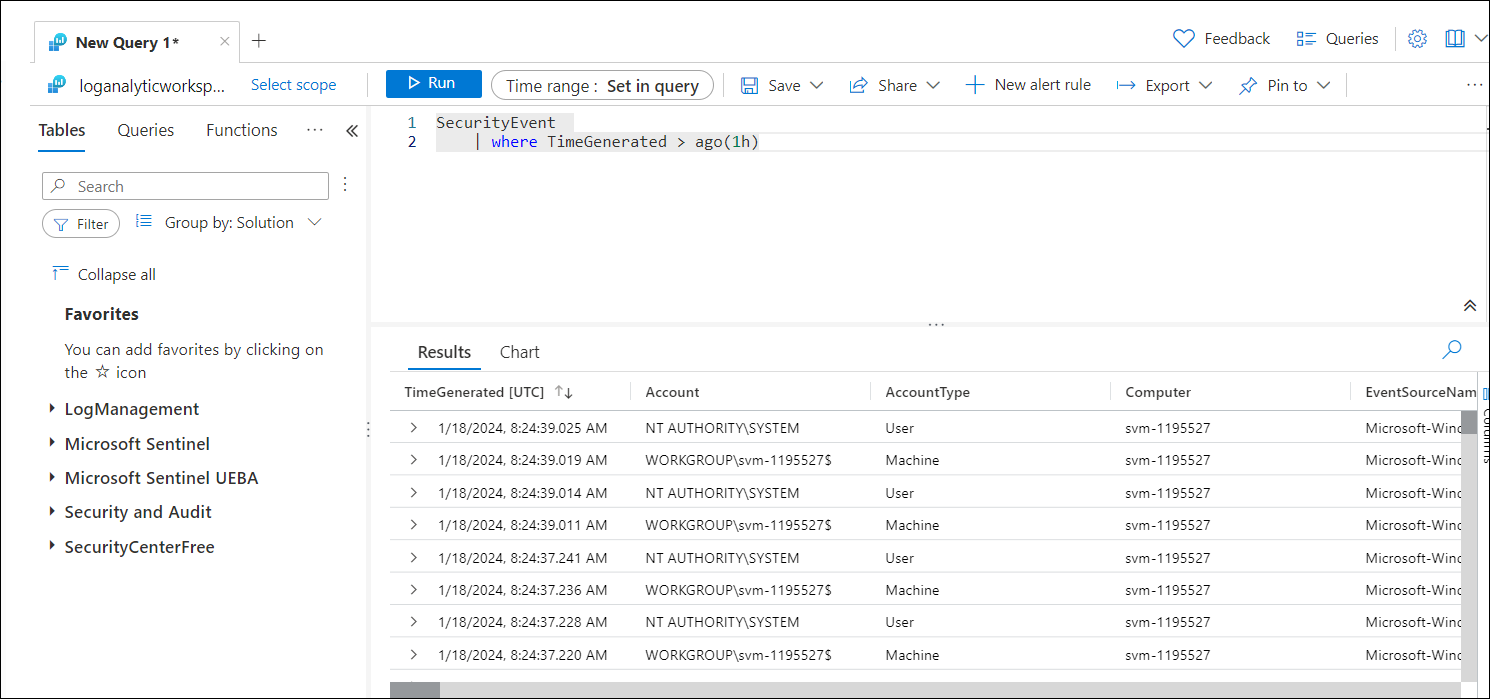 New Query 1*
Feedback
Queries
loganalyticworksp...
Select scope
Run
Time range : Set in query
Save
Share
New alert rule
Export
Pin to
Tables
Queries
Functions
1 SecurityEvent
2 | where TimeGenerated > ago(1h)
Search
Filter
Group by: Solution
Collapse all
Favorites
You can add favorites by clicking on
the ☆ icon
LogManagement
Microsoft Sentinel
Microsoft Sentinel UEBA
Security and Audit
SecurityCenterFree
Results
Chart
TimeGenerated [UTC] Account AccountType Computer EventSourceNam
1/18/2024, 8:24:39.025 AM NT AUTHORITY\SYSTEM User svm-1195527 Microsoft-Winc
1/18/2024, 8:24:39.019 AM WORKGROUP\svm-1195527$ Machine svm-1195527 Microsoft-Winc
1/18/2024, 8:24:39.014 AM NT AUTHORITY\SYSTEM User svm-1195527 Microsoft-Winc
1/18/2024, 8:24:39.011 AM WORKGROUP\svm-1195527$ Machine svm-1195527 Microsoft-Winc
1/18/2024, 8:24:37.241 AM NT AUTHORITY\SYSTEM User svm-1195527 Microsoft-Winc
1/18/2024, 8:24:37.236 AM WORKGROUP\svm-1195527$ Machine svm-1195527 Microsoft-Winc
1/18/2024, 8:24:37.228 AM NT AUTHORITY\SYSTEM User svm-1195527 Microsoft-Winc
1/18/2024, 8:24:37.220 AM WORKGROUP\svm-1195527$ Machine svm-1195527 Microsoft-Winc